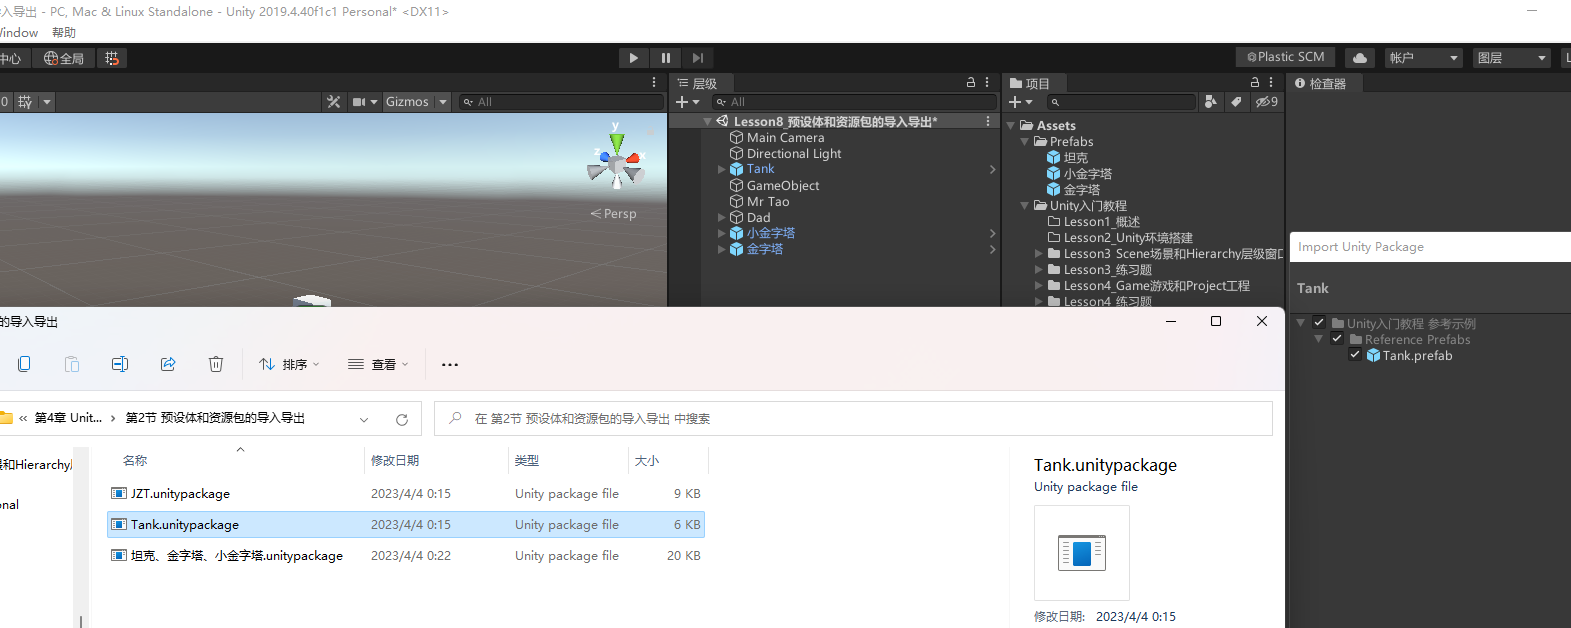 入导出 - PC, Mac & Linux Standalone - Unity 2019.4.40f1c1 Personal* <DX11>
Window 帮助
中心 全局
Plastic SCM 帐户 图层
层级 项目 检查器
0 Gizmos All All 9
Lesson8_预设体和资源包的导入导出*
Main Camera
Directional Light
Tank
GameObject
Mr Tao
Dad
小金字塔
金字塔
y
z
x
Persp
Assets
Prefabs
坦克
小金字塔
金字塔
Unity入门教程
Lesson1_概述
Lesson2_Unity环境搭建
Lesson3_Scene场景和Hierarchy层级窗口
Lesson3_练习题
Lesson4_Game游戏和Project工程
Lesson4_练习题
Import Unity Package
Tank
Unity入门教程 参考示例
Reference Prefabs
Tank.prefab
的导入导出
排序 查看
« 第4章 Unit... › 第2节 预设体和资源包的导入导出
在 第2节 预设体和资源包的导入导出 中搜索
和Hierarchy
nal
名称 修改日期 类型 大小
JZT.unitypackage 2023/4/4 0:15 Unity package file 9 KB
Tank.unitypackage 2023/4/4 0:15 Unity package file 6 KB
坦克、金字塔、小金字塔.unitypackage 2023/4/4 0:22 Unity package file 20 KB
Tank.unitypackage
Unity package file
修改日期: 2023/4/4 0:15